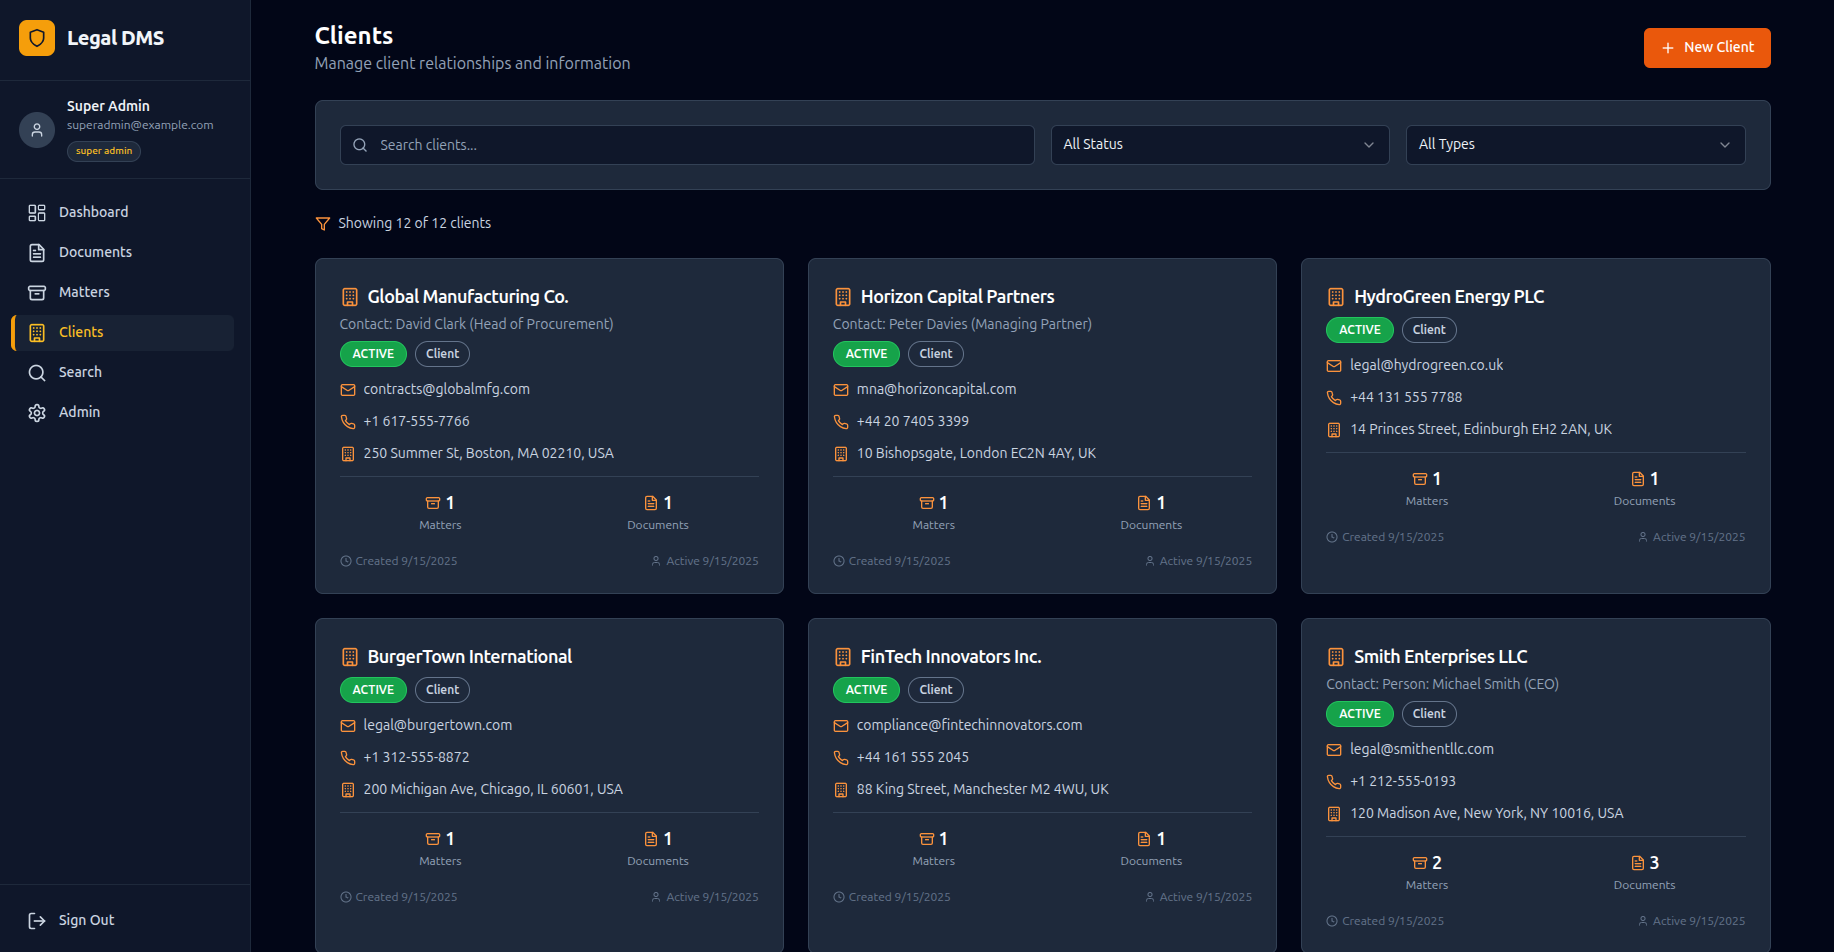 Legal DMS
Super Admin
superadmin@example.com
super admin
Dashboard
Documents
Matters
Clients
Search
Admin
Sign Out
Clients
Manage client relationships and information
New Client
Search clients...
All Status
All Types
Showing 12 of 12 clients
Global Manufacturing Co.
Contact: David Clark (Head of Procurement)
ACTIVE Client
contracts@globalmfg.com
+1 617-555-7766
250 Summer St, Boston, MA 02210, USA
1 1
Matters Documents
Created 9/15/2025 Active 9/15/2025
Horizon Capital Partners
Contact: Peter Davies (Managing Partner)
ACTIVE Client
mna@horizoncapital.com
+44 20 7405 3399
10 Bishopsgate, London EC2N 4AY, UK
1 1
Matters Documents
Created 9/15/2025 Active 9/15/2025
HydroGreen Energy PLC
ACTIVE Client
legal@hydrogreen.co.uk
+44 131 555 7788
14 Princes Street, Edinburgh EH2 2AN, UK
1 1
Matters Documents
Created 9/15/2025 Active 9/15/2025
BurgerTown International
ACTIVE Client
legal@burgertown.com
+1 312-555-8872
200 Michigan Ave, Chicago, IL 60601, USA
1 1
Matters Documents
Created 9/15/2025 Active 9/15/2025
FinTech Innovators Inc.
ACTIVE Client
compliance@fintechinnovators.com
+44 161 555 2045
88 King Street, Manchester M2 4WU, UK
1 1
Matters Documents
Created 9/15/2025 Active 9/15/2025
Smith Enterprises LLC
Contact: Person: Michael Smith (CEO)
ACTIVE Client
legal@smithentllc.com
+1 212-555-0193
120 Madison Ave, New York, NY 10016, USA
2 3
Matters Documents
Created 9/15/2025 Active 9/15/2025